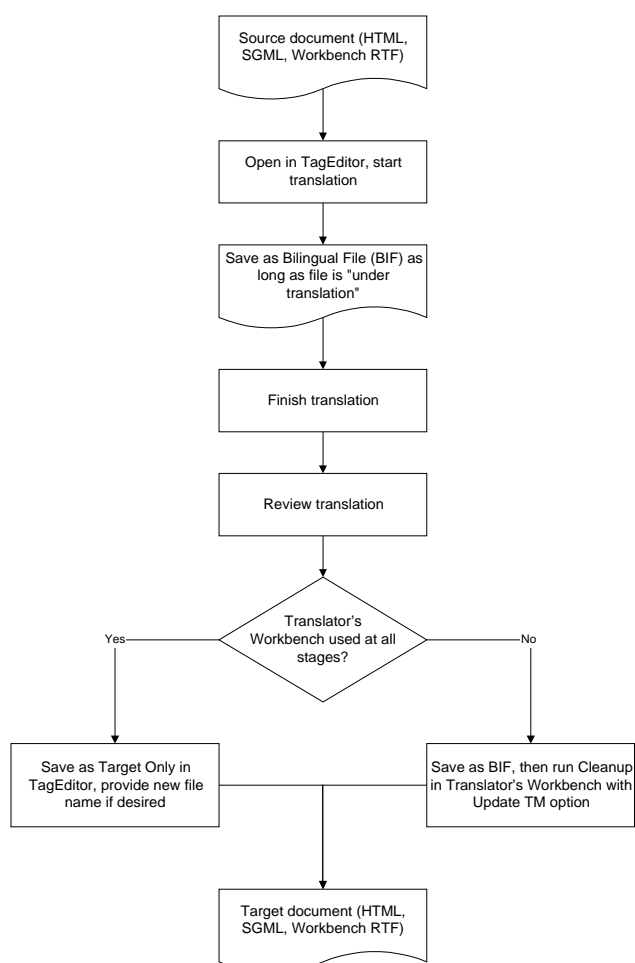 Source document (HTML,
SGML, Workbench RTF)
Open in TagEditor, start
translation
Save as Bilingual File (BIF) as
long as file is "under
translation"
Finish translation
Review translation
Translator’s
Workbench used at all
stages?
Yes
No
Save as Target Only in
TagEditor, provide new file
name if desired
Save as BIF, then run Cleanup
in Translator’s Workbench with
Update TM option
Target document (HTML,
SGML, Workbench RTF)